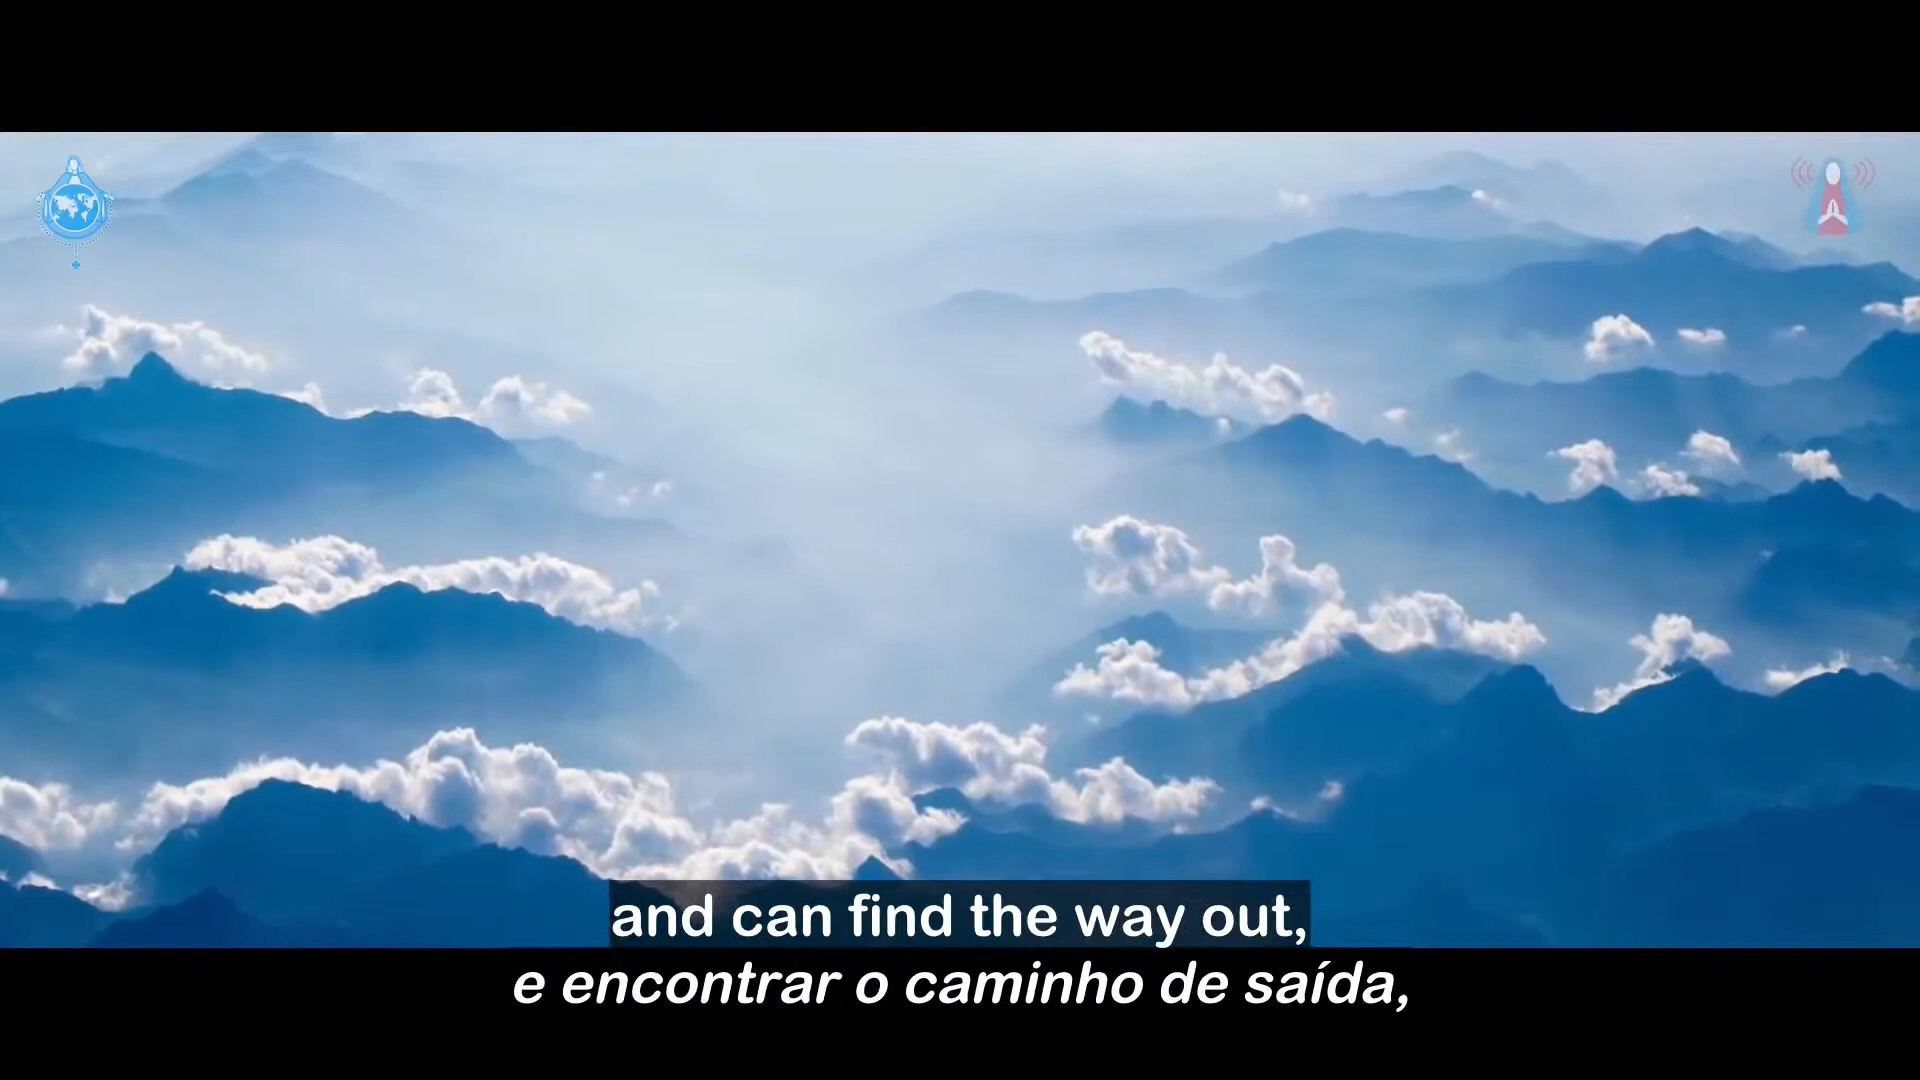 and can find the way out,
e encontrar o caminho de saída,